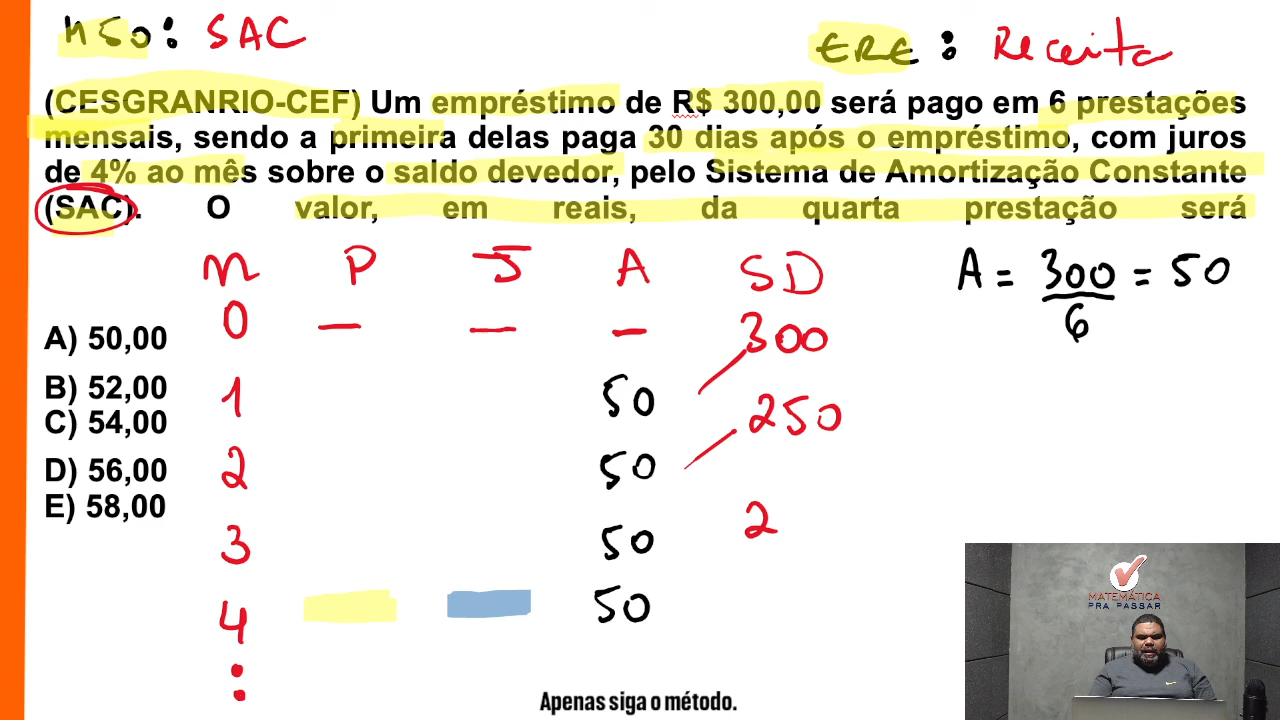 MSO: SAC
ERE: Receita
(CESGRANRIO-CEF) Um empréstimo de R$ 300,00 será pago em 6 prestações
mensais, sendo a primeira delas paga 30 dias após o empréstimo, com juros
de 4% ao mês sobre o saldo devedor, pelo Sistema de Amortização Constante
(SAC). O valor, em reais, da quarta prestação será
n P J A SD
A = 300/6 = 50
0 — — — 300
A) 50,00
B) 52,00
C) 54,00
D) 56,00
E) 58,00
1 50 250
2 50 2
3 50
4 50
MATEMÁTICA
PRA PASSAR
Apenas siga o método.